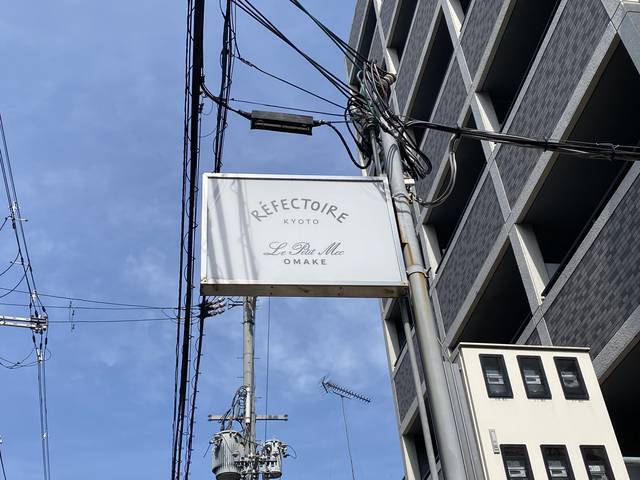 RÉFECTOIRE
KYOTO
Le Petit Mec
OMAKE